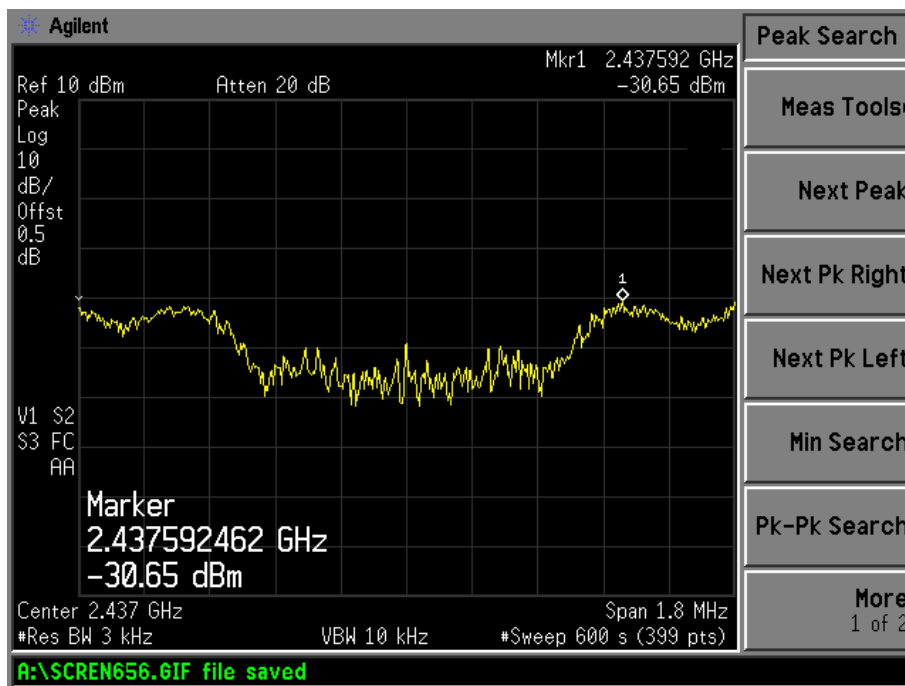 Agilent
Peak Search
Mkr1 2.437592 GHz
Ref 10 dBm Atten 20 dB -30.65 dBm
Peak
Log
10
dB/
Offst
0.5
dB
1
V1 S2
S3 FC
AA
Marker
2.437592462 GHz
-30.65 dBm
Center 2.437 GHz Span 1.8 MHz
#Res BW 3 kHz VBW 10 kHz #Sweep 600 s (399 pts)
A:\SCREN656.GIF file saved
Meas Tools
Next Peak
Next Pk Right
Next Pk Left
Min Search
Pk-Pk Search
More
1 of 2